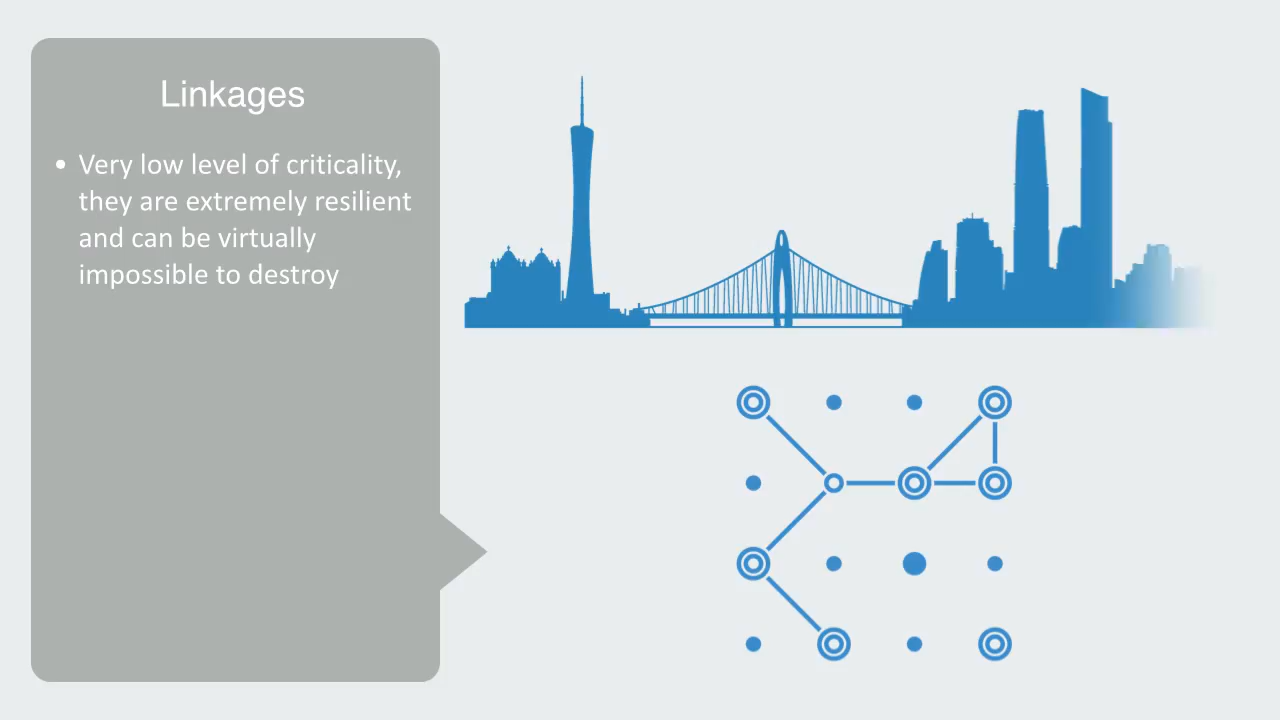 Linkages
• Very low level of criticality,
they are extremely resilient
and can be virtually
impossible to destroy